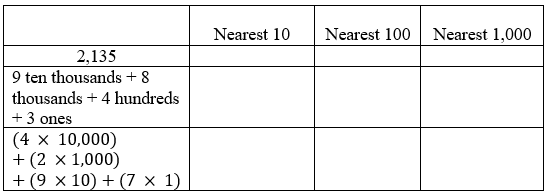 Nearest 10 Nearest 100 Nearest 1,000
2,135
9 ten thousands + 8
thousands + 4 hundreds
+ 3 ones
(4 × 10,000)
+ (2 × 1,000)
+ (9 × 10) + (7 × 1)